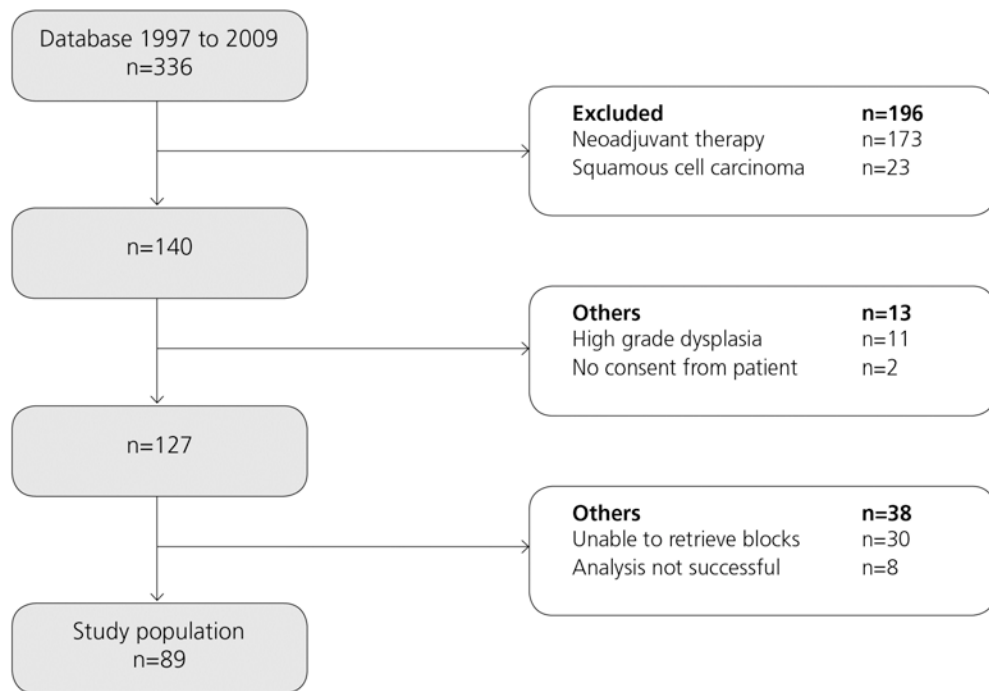 Database 1997 to 2009
n=336
Excluded n=196
Neoadjuvant therapy n=173
Squamous cell carcinoma n=23
n=140
Others n=13
High grade dysplasia n=11
No consent from patient n=2
n=127
Others n=38
Unable to retrieve blocks n=30
Analysis not successful n=8
Study population
n=89